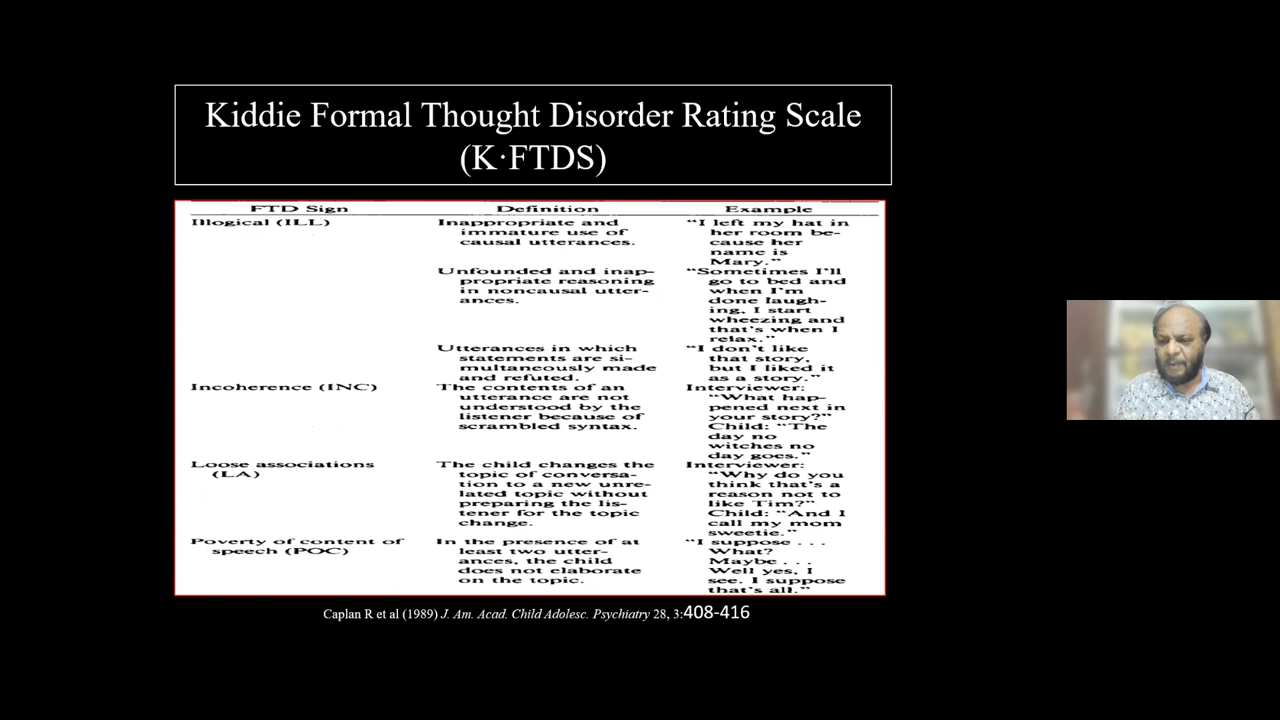 Kiddie Formal Thought Disorder Rating Scale
(K·FTDS)
FTD Sign Definition Example
Illogical (ILL) Inappropriate and "I left my hat in
immature use of her room be-
causal utterances. cause her
name is
Mary."
Unfounded and inap- "Sometimes I'll
propriate reasoning go to bed and
in noncausal utter- when I'm
ances. done laugh-
ing, I start
wheezing and
that's when I
relax."
Utterances in which "I don't like
statements are si- that story,
multaneously made but I liked it
and refuted. as a story."
Incoherence (INC) The contents of an Interviewer:
utterance are not "What hap-
understood by the pened next in
listener because of your story?"
scrambled syntax. Child: "The
day no
witches no
day goes."
Loose associations The child changes the Interviewer:
(LA) topic of conversa- "Why do you
tion to a new unre- think that's a
lated topic without reason not to
preparing the lis- like Tim?"
tener for the topic Child: "And I
change. call my mom
sweetie."
Poverty of content of In the presence of at "I suppose . . .
speech (POC) least two utter- What?
ances, the child Maybe . . .
does not elaborate Well yes, I
on the topic. see. I suppose
that's all."
Caplan R et al (1989) J. Am. Acad. Child Adolesc. Psychiatry 28, 3:408-416